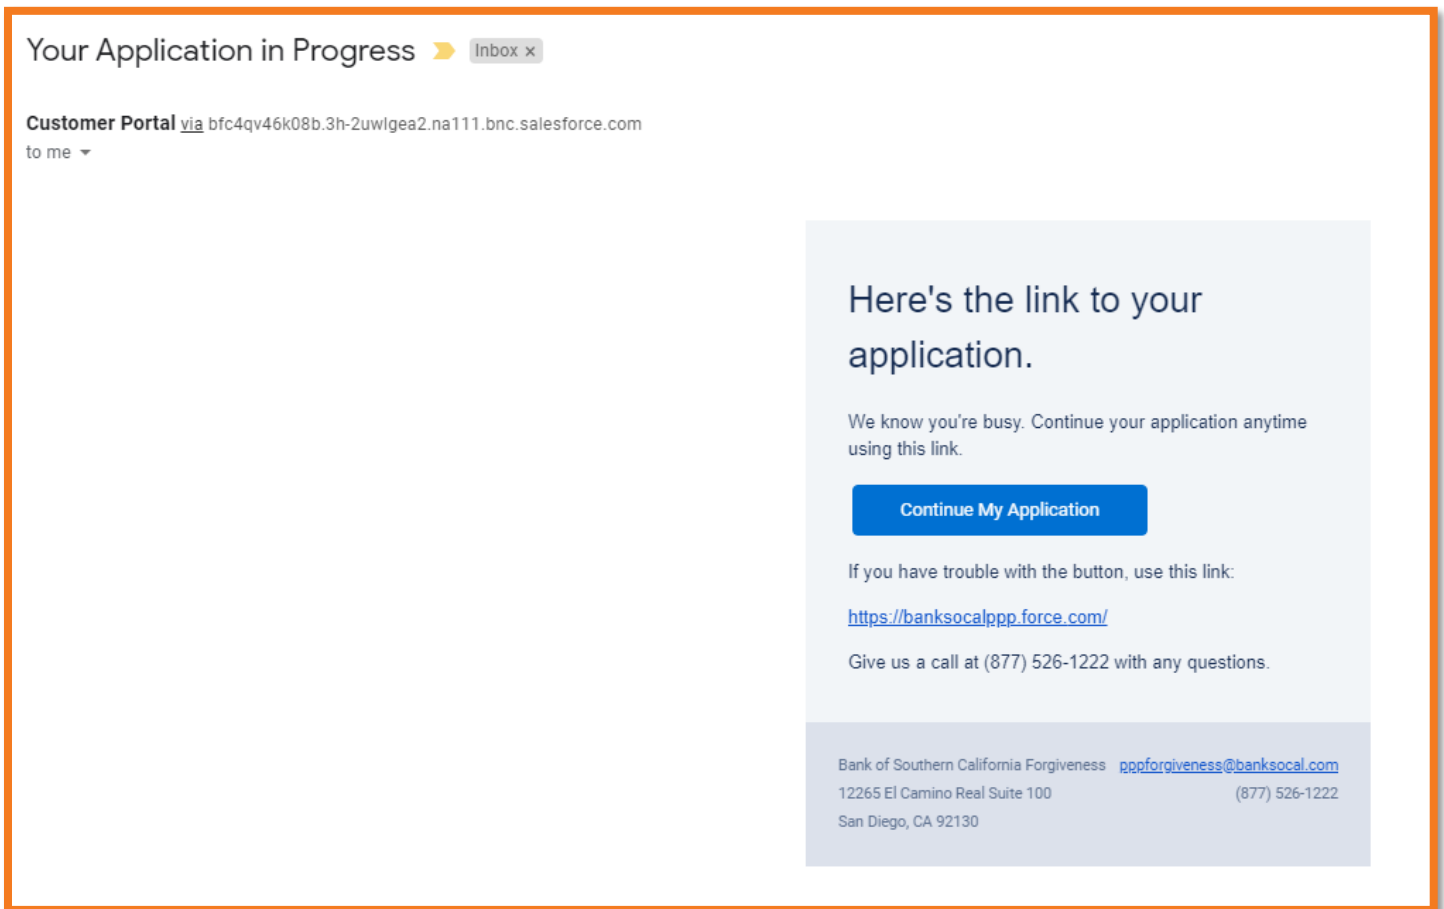 Your Application in Progress Inbox x
Customer Portal via bfc4qv46k08b.3h-2uwlgea2.na111.bnc.salesforce.com
to me
Here's the link to your
application.
We know you're busy. Continue your application anytime
using this link.
Continue My Application
If you have trouble with the button, use this link:
https://banksocalppp.force.com/
Give us a call at (877) 526-1222 with any questions.
Bank of Southern California Forgiveness pppforgiveness@banksocal.com
12265 El Camino Real Suite 100 (877) 526-1222
San Diego, CA 92130